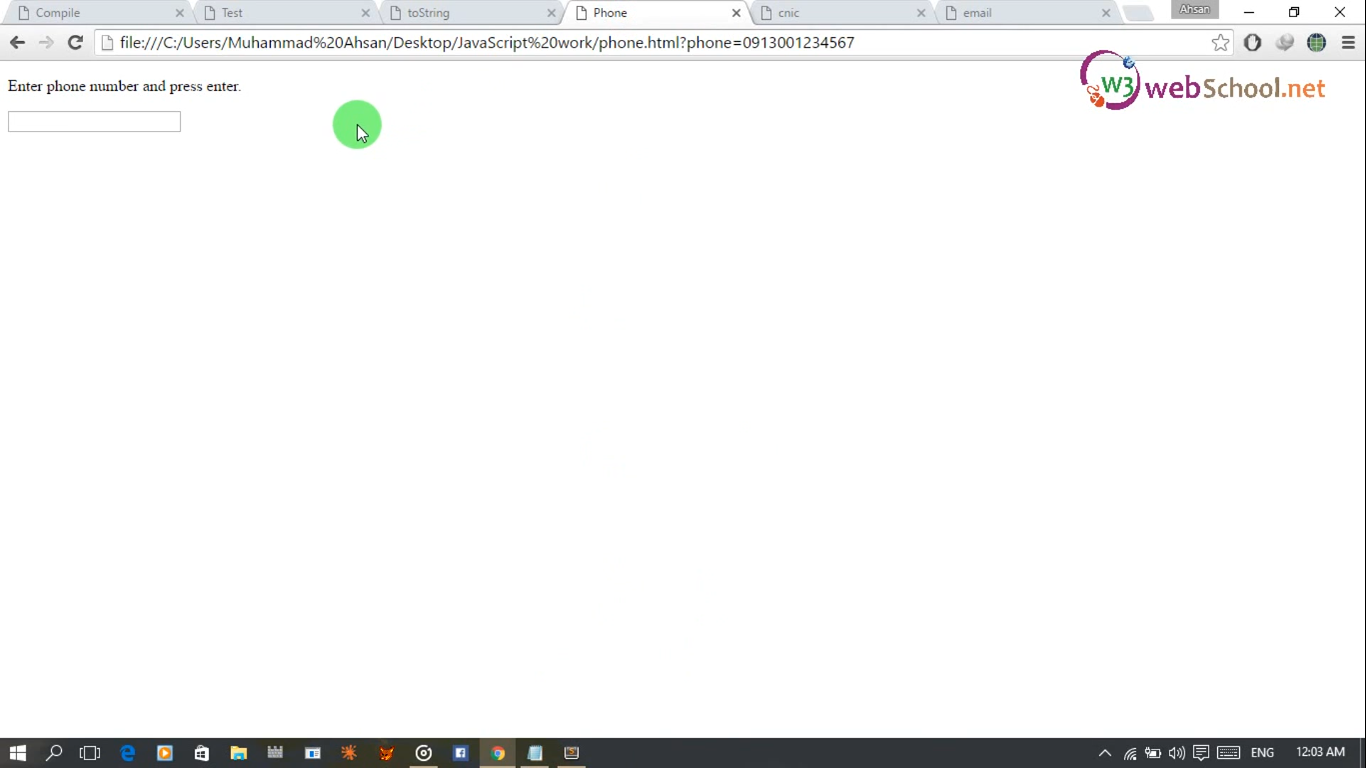 Compile
Test
toString
Phone
cnic
email
Ahsan
file:///C:/Users/Muhammad%20Ahsan/Desktop/JavaScript%20work/phone.html?phone=0913001234567
W3 webSchool.net
Enter phone number and press enter.
ENG
12:03 AM